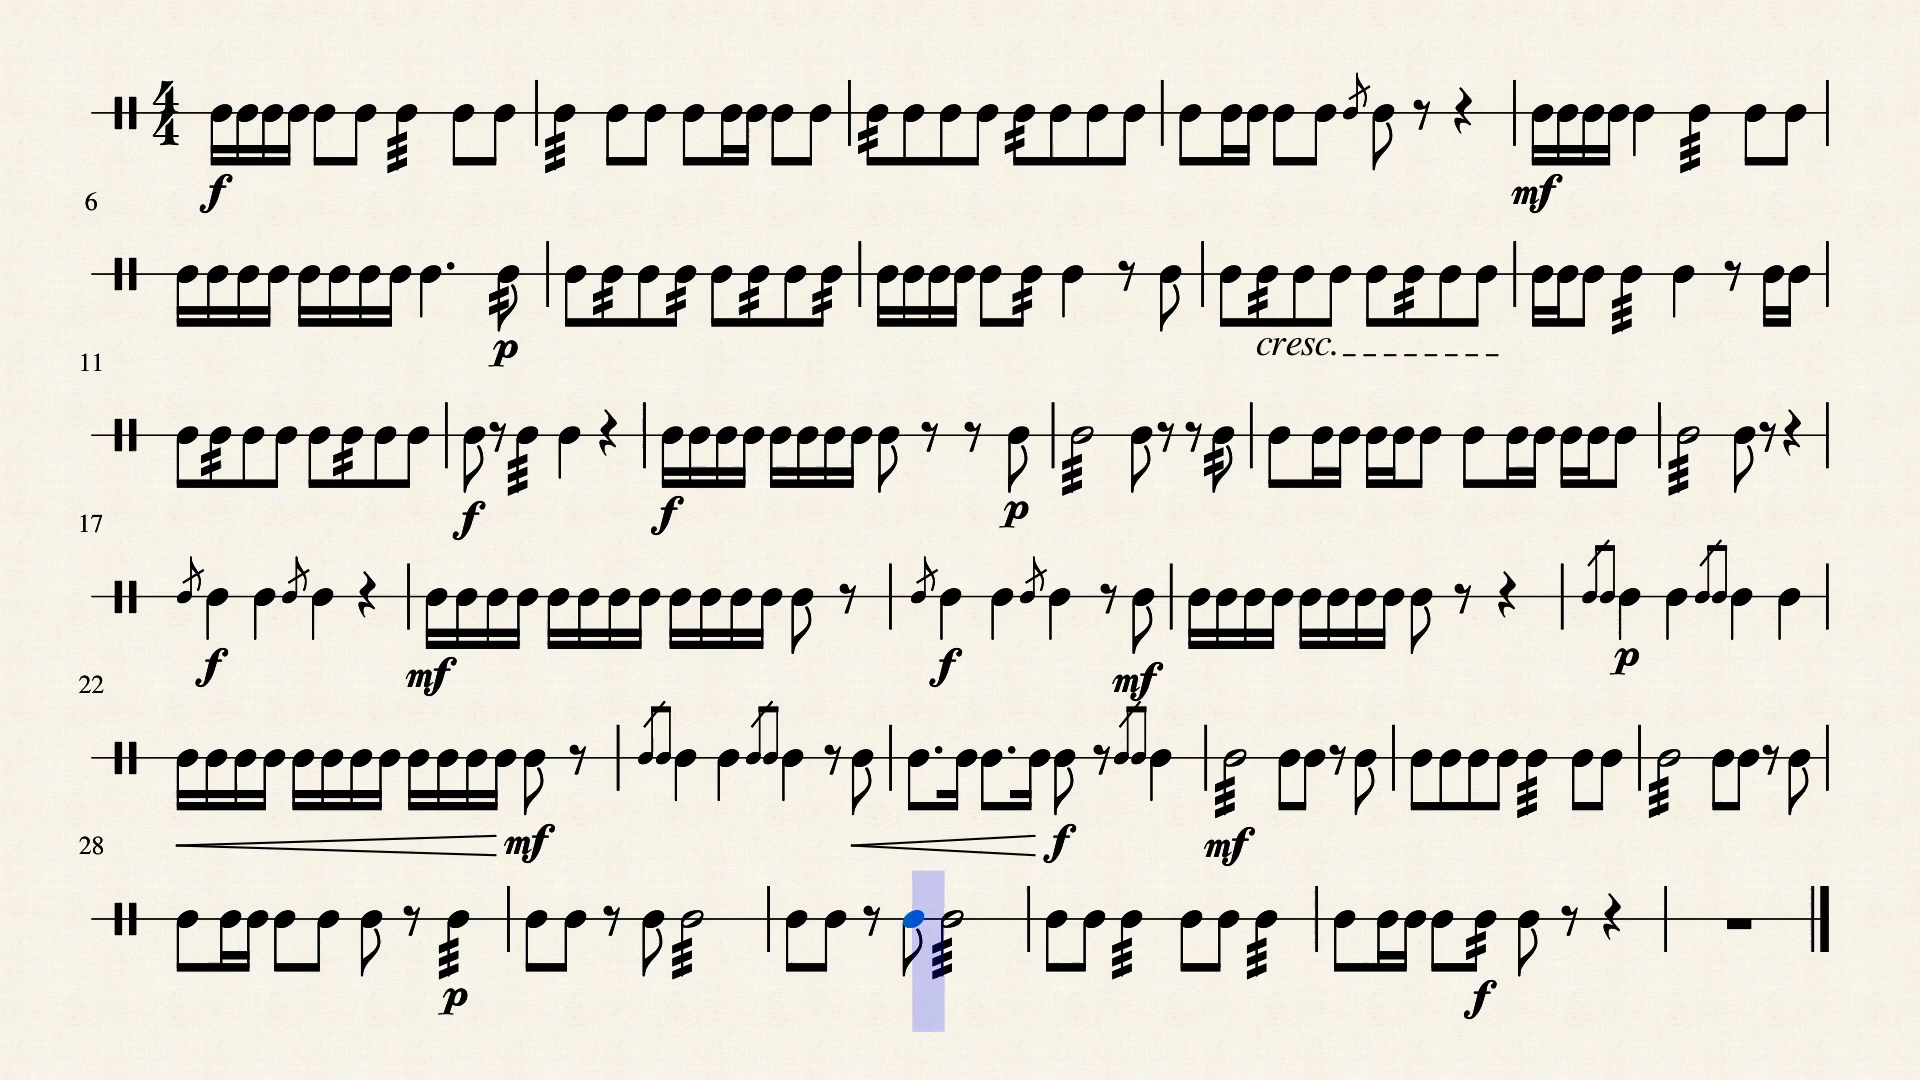 4
4
f mf
6
p cresc.
11
f f p
17
f mf f mf p
22
mf f mf
28
p f